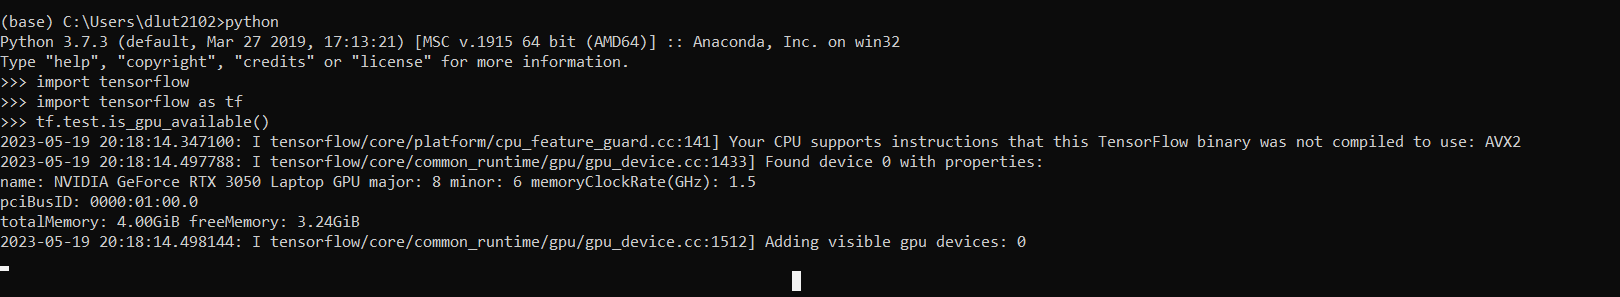 (base) C:\Users\dlut2102>python
Python 3.7.3 (default, Mar 27 2019, 17:13:21) [MSC v.1915 64 bit (AMD64)] :: Anaconda, Inc. on win32
Type "help", "copyright", "credits" or "license" for more information.
>>> import tensorflow
>>> import tensorflow as tf
>>> tf.test.is_gpu_available()
2023-05-19 20:18:14.347100: I tensorflow/core/platform/cpu_feature_guard.cc:141] Your CPU supports instructions that this TensorFlow binary was not compiled to use: AVX2
2023-05-19 20:18:14.497788: I tensorflow/core/common_runtime/gpu/gpu_device.cc:1433] Found device 0 with properties:
name: NVIDIA GeForce RTX 3050 Laptop GPU major: 8 minor: 6 memoryClockRate(GHz): 1.5
pciBusID: 0000:01:00.0
totalMemory: 4.00GiB freeMemory: 3.24GiB
2023-05-19 20:18:14.498144: I tensorflow/core/common_runtime/gpu/gpu_device.cc:1512] Adding visible gpu devices: 0